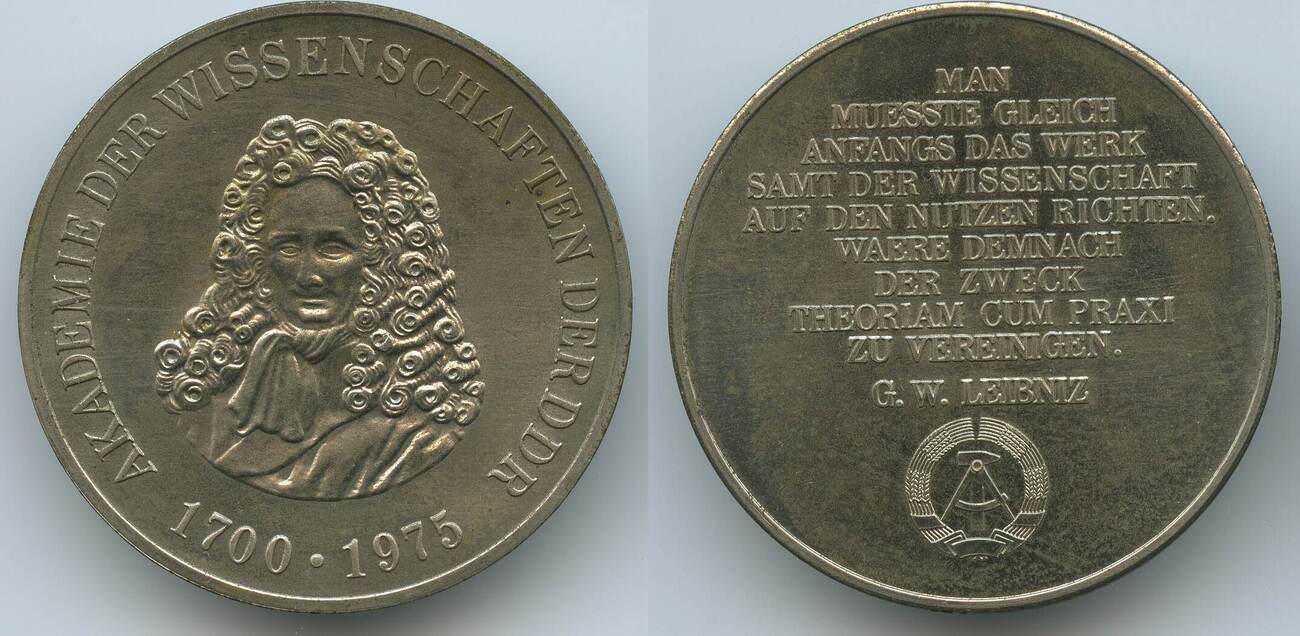 AKADEMIE DER WISSENSCHAFTEN DER DDR
1700 · 1975
MAN
MUESSTE GLEICH
ANFANGS DAS WERK
SAMT DER WISSENSCHAFT
AUF DEN NUTZEN RICHTEN.
WAERE DEMNACH
DER ZWECK
THEORIAM CUM PRAXI
ZU VEREINIGEN.
G. W. LEIBNIZ